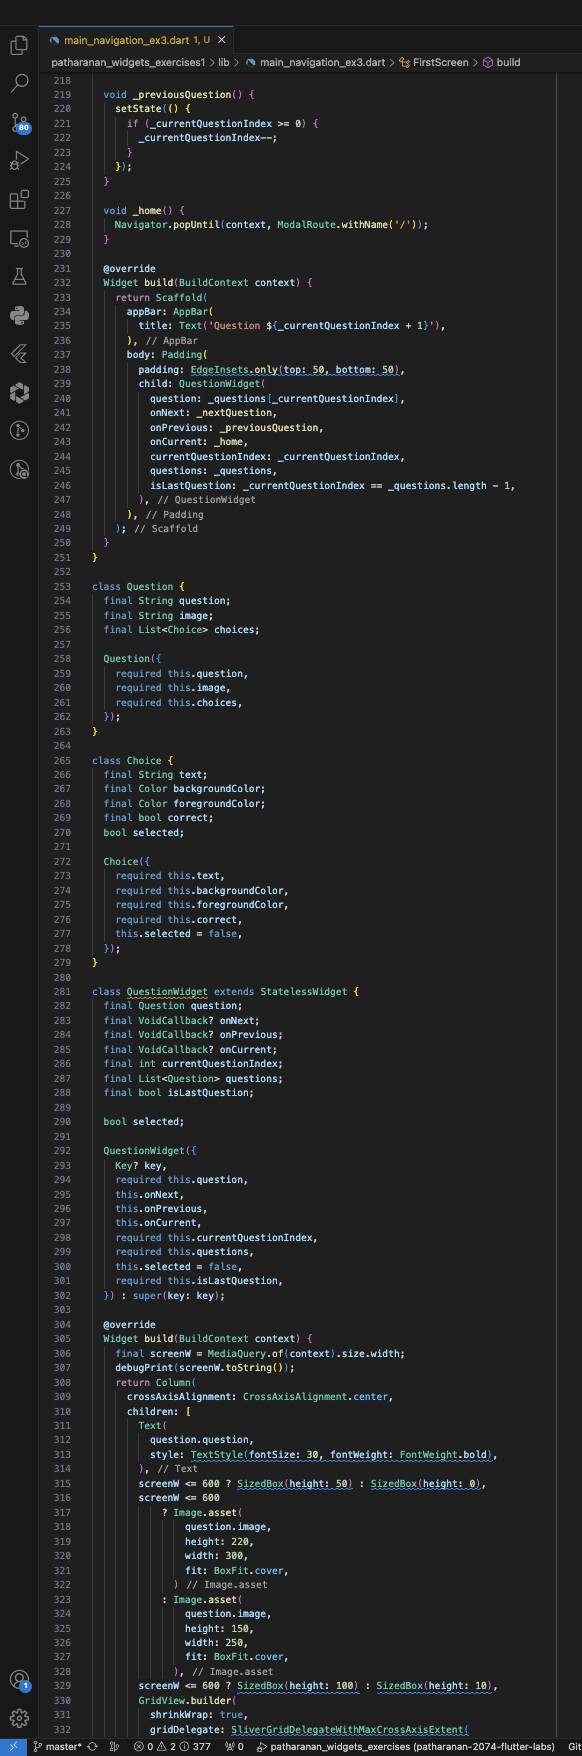 main_navigation_ex3.dart 1, U
patharanan_widgets_exercises1 > lib > main_navigation_ex3.dart > FirstScreen > build
218
219 void _previousQuestion() {
220 setState(() {
221 if (_currentQuestionIndex >= 0) {
222 _currentQuestionIndex--;
223 }
224 });
225 }
226
227 void _home() {
228 Navigator.popUntil(context, ModalRoute.withName('/'));
229 }
230
231 @override
232 Widget build(BuildContext context) {
233 return Scaffold(
234 appBar: AppBar(
235 title: Text('Question ${_currentQuestionIndex + 1}'),
236 ), // AppBar
237 body: Padding(
238 padding: EdgeInsets.only(top: 50, bottom: 50),
239 child: QuestionWidget(
240 question: _questions[_currentQuestionIndex],
241 onNext: _nextQuestion,
242 onPrevious: _previousQuestion,
243 onCurrent: _home,
244 currentQuestionIndex: _currentQuestionIndex,
245 questions: _questions,
246 isLastQuestion: _currentQuestionIndex == _questions.length - 1,
247 ), // QuestionWidget
248 ), // Padding
249 ); // Scaffold
250 }
251 }
252
253 class Question {
254 final String question;
255 final String image;
256 final List<Choice> choices;
257
258 Question({
259 required this.question,
260 required this.image,
261 required this.choices,
262 });
263 }
264
265 class Choice {
266 final String text;
267 final Color backgroundColor;
268 final Color foregroundColor;
269 final bool correct;
270 bool selected;
271
272 Choice({
273 required this.text,
274 required this.backgroundColor,
275 required this.foregroundColor,
276 required this.correct,
277 this.selected = false,
278 });
279 }
280
281 class QuestionWidget extends StatelessWidget {
282 final Question question;
283 final VoidCallback? onNext;
284 final VoidCallback? onPrevious;
285 final VoidCallback? onCurrent;
286 final int currentQuestionIndex;
287 final List<Question> questions;
288 final bool isLastQuestion;
289
290 bool selected;
291
292 QuestionWidget({
293 Key? key,
294 required this.question,
295 this.onNext,
296 this.onPrevious,
297 this.onCurrent,
298 required this.currentQuestionIndex,
299 required this.questions,
300 this.selected = false,
301 required this.isLastQuestion,
302 }) : super(key: key);
303
304 @override
305 Widget build(BuildContext context) {
306 final screenW = MediaQuery.of(context).size.width;
307 debugPrint(screenW.toString());
308 return Column(
309 crossAxisAlignment: CrossAxisAlignment.center,
310 children: [
311 Text(
312 question.question,
313 style: TextStyle(fontSize: 30, fontWeight: FontWeight.bold),
314 ), // Text
315 screenW <= 600 ? SizedBox(height: 50) : SizedBox(height: 0),
316 screenW <= 600
317 ? Image.asset(
318 question.image,
319 height: 220,
320 width: 300,
321 fit: BoxFit.cover,
322 ) // Image.asset
323 : Image.asset(
324 question.image,
325 height: 150,
326 width: 250,
327 fit: BoxFit.cover,
328 ), // Image.asset
329 screenW <= 600 ? SizedBox(height: 100) : SizedBox(height: 10),
330 GridView.builder(
331 shrinkWrap: true,
332 gridDelegate: SliverGridDelegateWithMaxCrossAxisExtent(
80
1
master* 0 2 377 0 patharanan_widgets_exercises (patharanan-2074-flutter-labs) Git